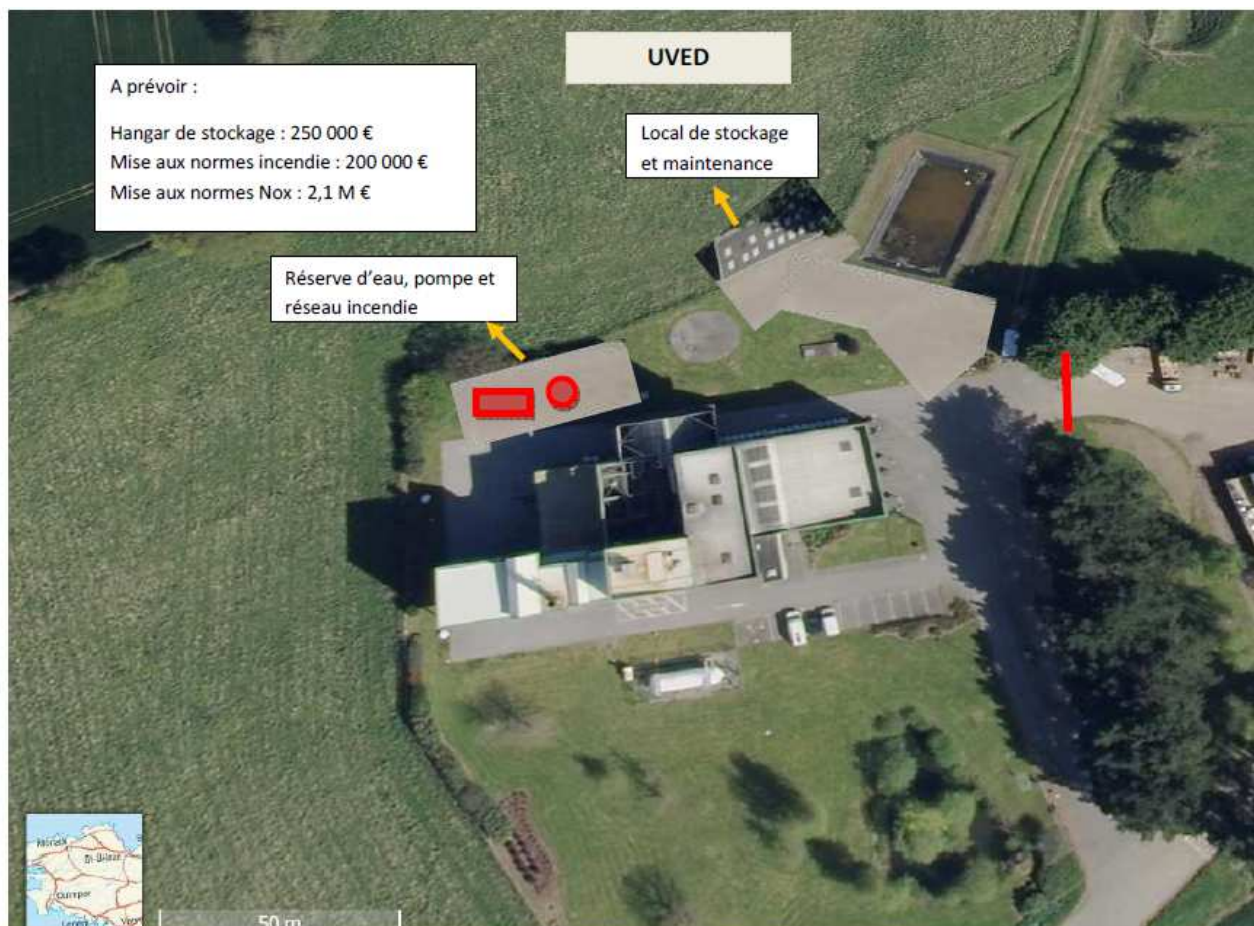 UVED
A prévoir :
Hangar de stockage : 250 000 €
Mise aux normes incendie : 200 000 €
Mise aux normes Nox : 2,1 M €
Local de stockage
et maintenance
Réserve d'eau, pompe et
réseau incendie
Quimper
50 m